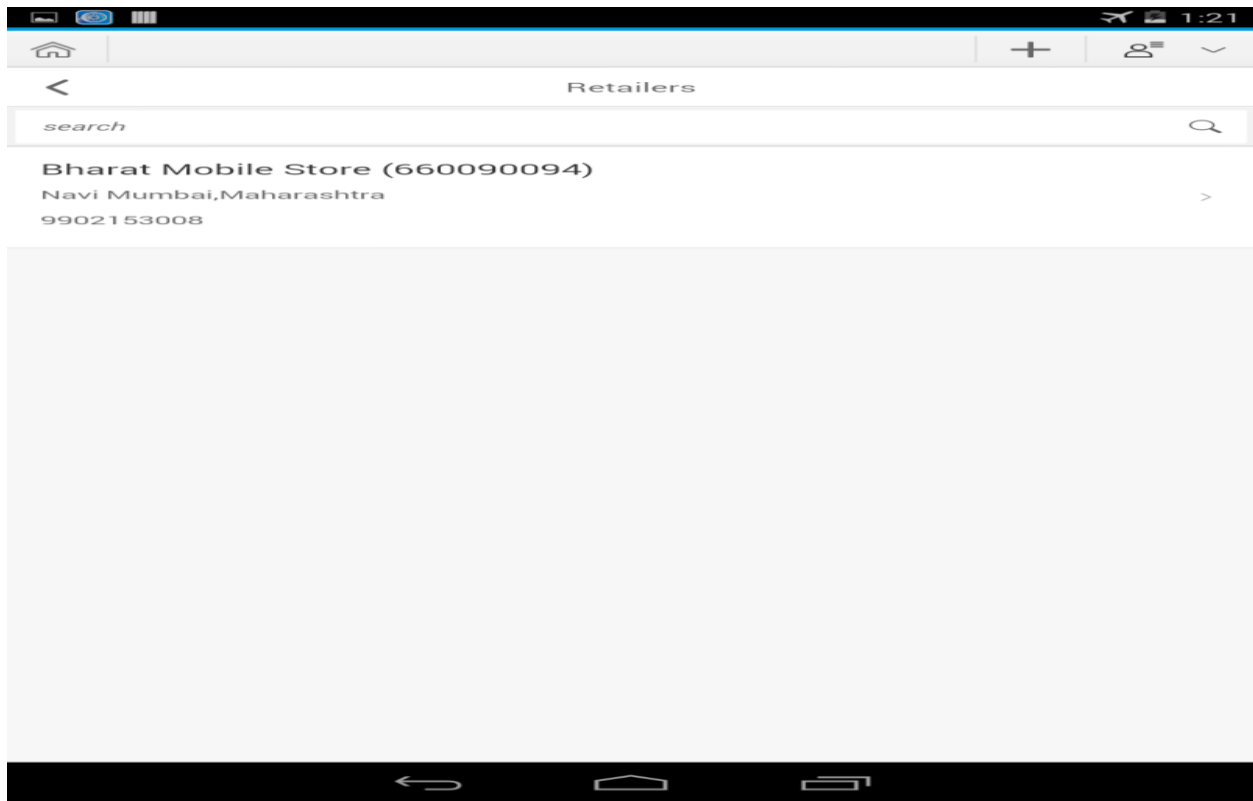 1:21
Retailers
search
Bharat Mobile Store (660090094)
Navi Mumbai,Maharashtra
9902153008